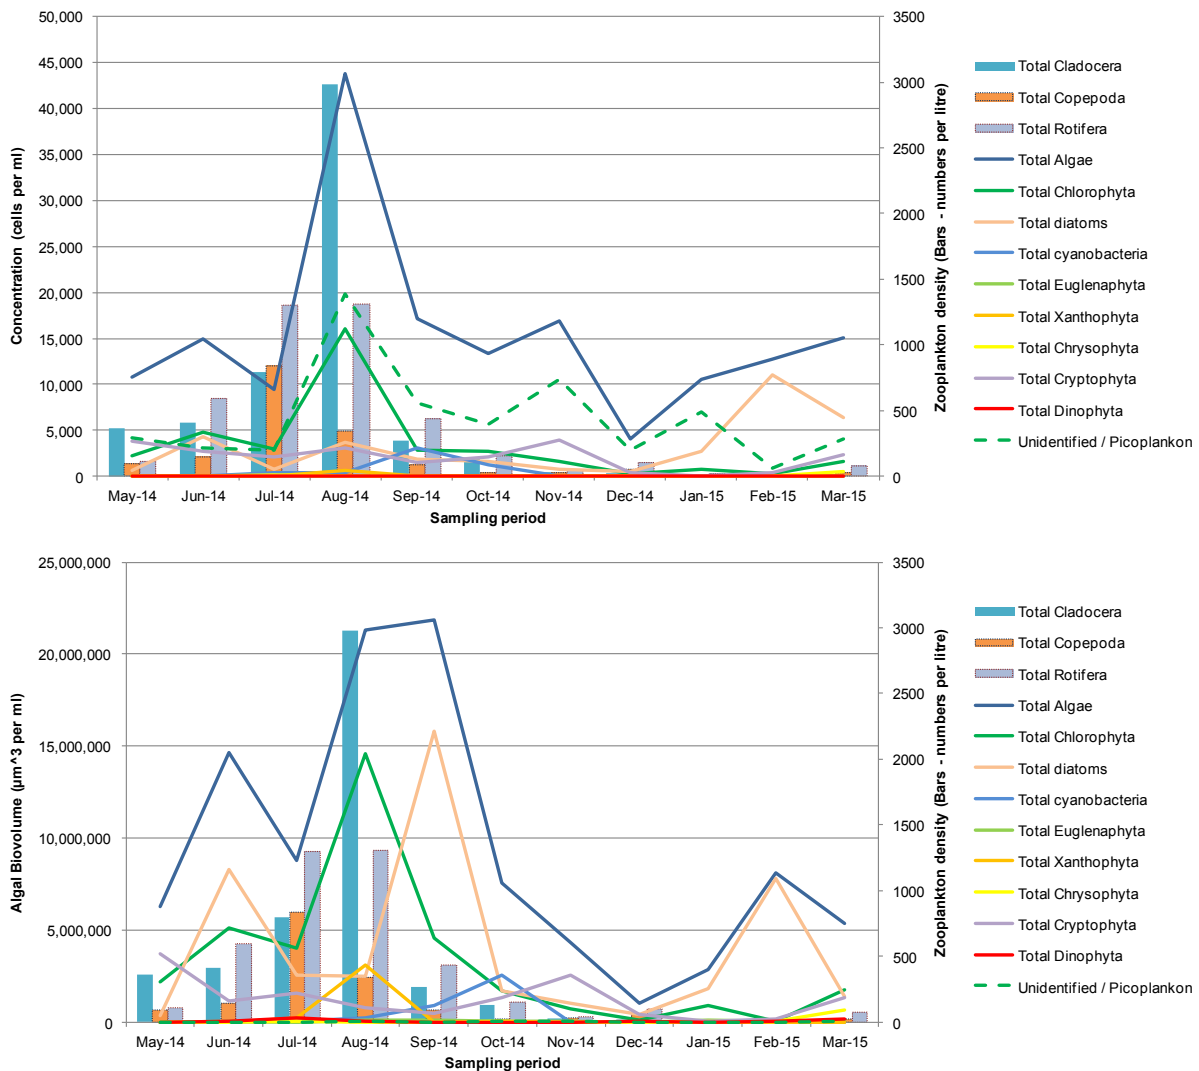 50,000
45,000
40,000
35,000
30,000
25,000
20,000
15,000
10,000
5,000
0
Concentration (cells per ml)
3500
3000
2500
2000
1500
1000
500
0
Zooplankton density (Bars - numbers per litre)
May-14 Jun-14 Jul-14 Aug-14 Sep-14 Oct-14 Nov-14 Dec-14 Jan-15 Feb-15 Mar-15
Sampling period
Total Cladocera
Total Copepoda
Total Rotifera
Total Algae
Total Chlorophyta
Total diatoms
Total cyanobacteria
Total Euglenaphyta
Total Xanthophyta
Total Chrysophyta
Total Cryptophyta
Total Dinophyta
Unidentified / Picoplankon
25,000,000
20,000,000
15,000,000
10,000,000
5,000,000
0
Algal Biovolume (µm^3 per ml)
3500
3000
2500
2000
1500
1000
500
0
Zooplankton density (Bars - numbers per litre)
May-14 Jun-14 Jul-14 Aug-14 Sep-14 Oct-14 Nov-14 Dec-14 Jan-15 Feb-15 Mar-15
Sampling period
Total Cladocera
Total Copepoda
Total Rotifera
Total Algae
Total Chlorophyta
Total diatoms
Total cyanobacteria
Total Euglenaphyta
Total Xanthophyta
Total Chrysophyta
Total Cryptophyta
Total Dinophyta
Unidentified / Picoplankon